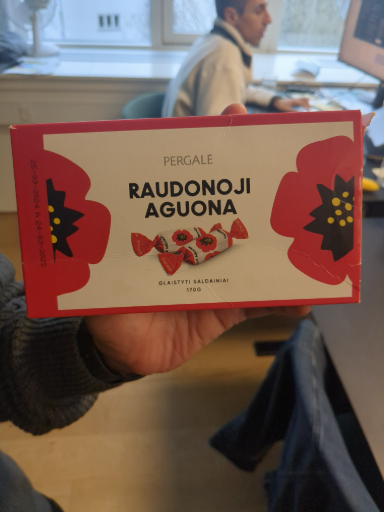 PERGALE
RAUDONOJI
AGUONA
GLAISTYTI SALDAINIAI
170G